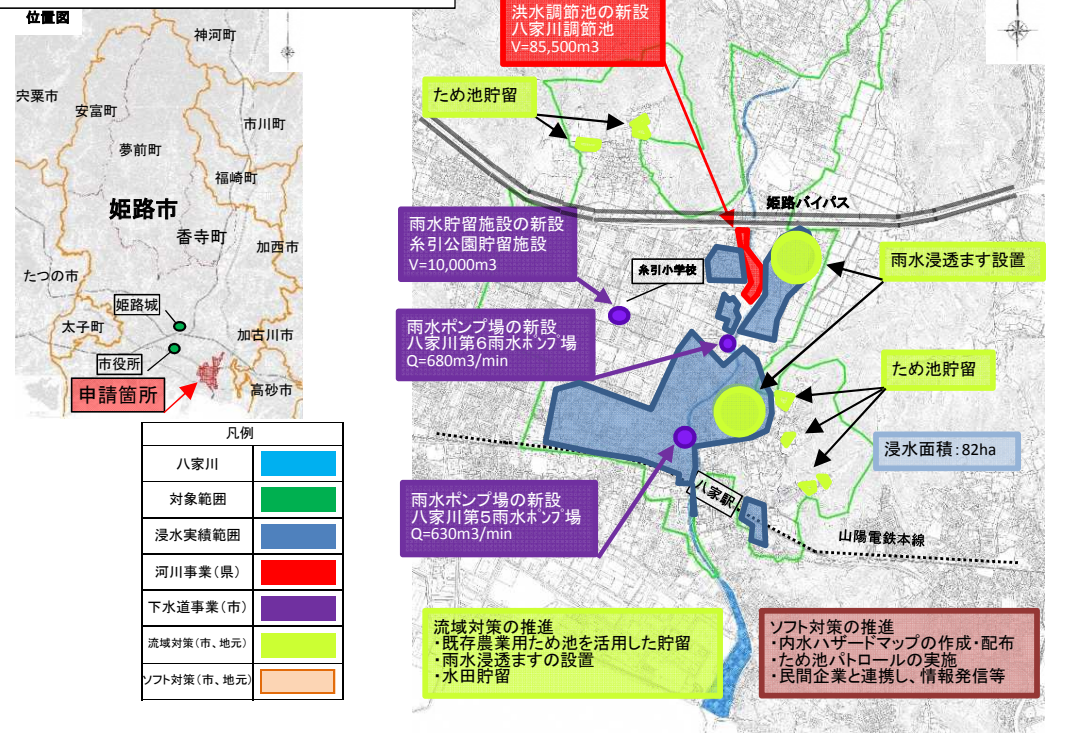 位置図
神河町
宍粟市
安富町
市川町
夢前町
福崎町
姫路市
香寺町
加西市
たつの市
姫路城
太子町
加古川市
市役所
申請箇所
高砂市
凡例
八家川
対象範囲
浸水実績範囲
河川事業(県)
下水道事業(市)
流域対策(市、地元)
ソフト対策(市、地元)
洪水調節池の新設
八家川調節池
V=85,500m3
ため池貯留
姫路バイパス
雨水貯留施設の新設
糸引公園貯留施設
V=10,000m3
糸引小学校
雨水浸透ます設置
雨水ポンプ場の新設
八家川第6雨水ポンプ場
Q=680m3/min
ため池貯留
浸水面積:82ha
雨水ポンプ場の新設
八家川第5雨水ポンプ場
Q=630m3/min
八家駅
山陽電鉄本線
流域対策の推進
・既存農業用ため池を活用した貯留
・雨水浸透ますの設置
・水田貯留
ソフト対策の推進
・内水ハザードマップの作成・配布
・ため池パトロールの実施
・民間企業と連携し、情報発信等